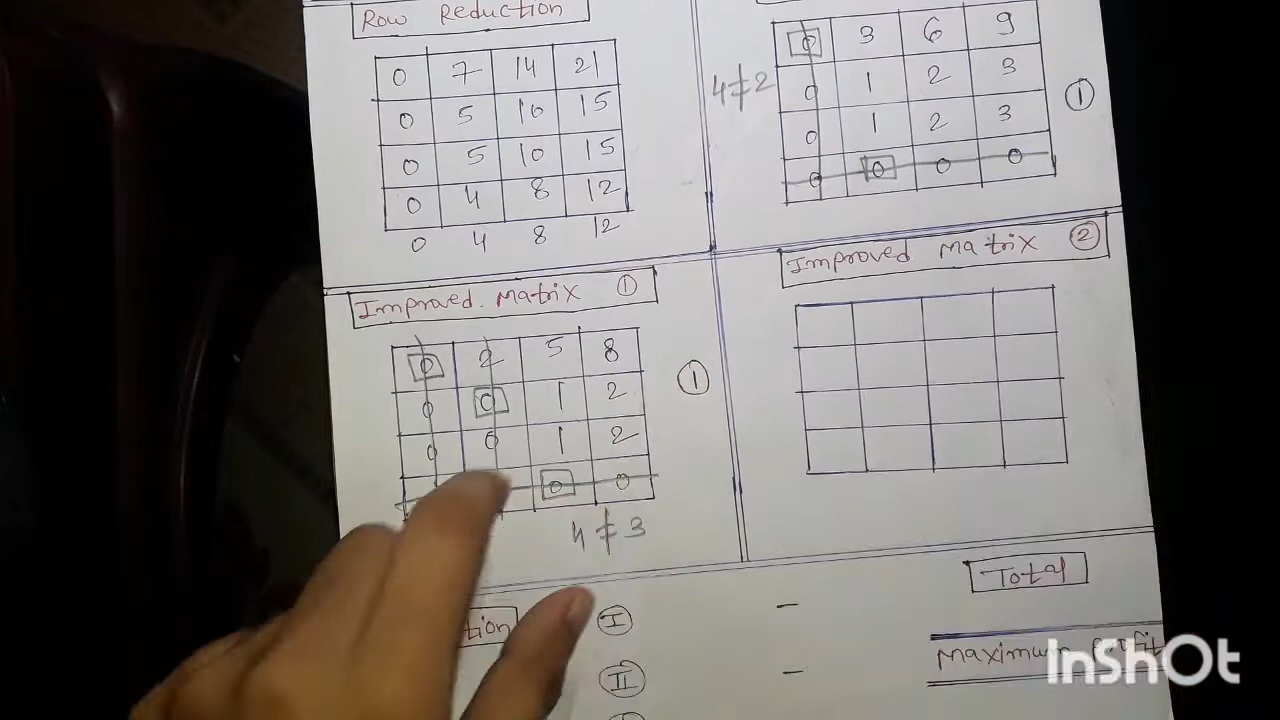 Row Reduction
0 7 14 21
0 5 10 15
0 5 10 15
0 4 8 12
0 4 8 12
0 3 6 9
0 1 2 3
0 1 2 3
0 0 0 0
4≠2
①
Improved. Matrix ①
0 2 5 8
0 0 1 2
0 0 1 2
0 0
4≠3
①
Improved Matrix ②
Total
tion
I -
II -
Maximum Profit
InShOt